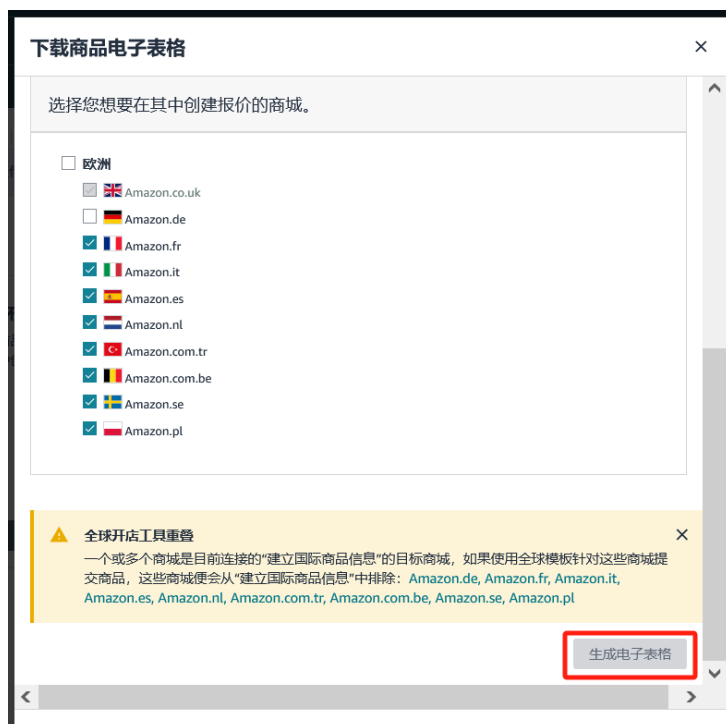 下载商品电子表格
选择您想要在其中创建报价的商城。
欧洲
Amazon.co.uk
Amazon.de
Amazon.fr
Amazon.it
Amazon.es
Amazon.nl
Amazon.com.tr
Amazon.com.be
Amazon.se
Amazon.pl
全球开店工具重叠
一个或多个商城是目前连接的“建立国际商品信息”的目标商城，如果使用全球模板针对这些商城提
交商品，这些商城便会从“建立国际商品信息”中排除：Amazon.de, Amazon.fr, Amazon.it,
Amazon.es, Amazon.nl, Amazon.com.tr, Amazon.com.be, Amazon.se, Amazon.pl
生成电子表格